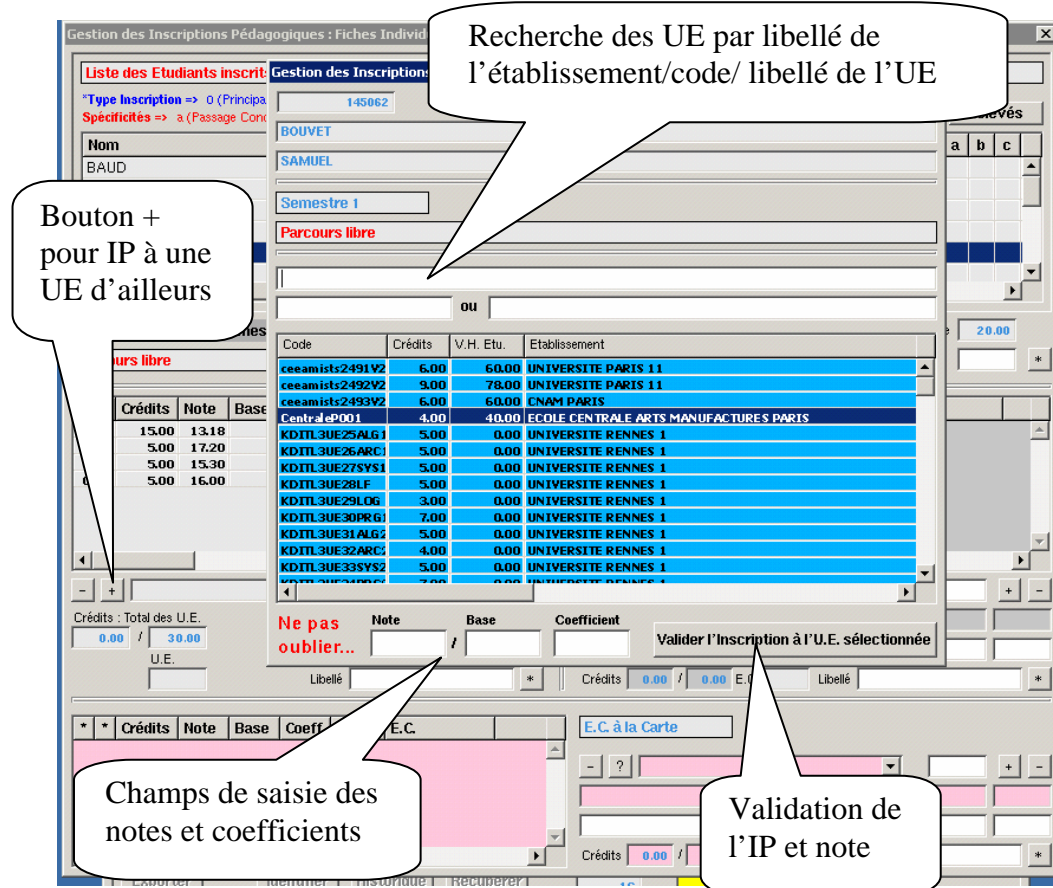 Recherche des UE par libellé de
l'établissement/code/ libellé de l'UE
Gestion des Inscriptions Pédagogiques : Fiches
Liste des Etudiants
Gestion des
*Type Inscription => 0
Spécificités => a (Passage
Nom
a b c
BAUD
145062
BOUVET
SAMUEL
Semestre 1
Parcours libre
Bouton +
pour IP à une
UE d'ailleurs
ou
20.00
libre
*
Code Crédits V.H. Etu. Etablissement
ceeamists2491V2 6.00 60.00 UNIVERSITE PARIS 11
ceeamists2492V2 9.00 78.00 UNIVERSITE PARIS 11
ceeamists2493V2 6.00 60.00 CNAM PARIS
CentraleP001 4.00 40.00 ECOLE CENTRALE ARTS MANUFACTURES PARIS
KDITL3UE25ALG1 5.00 0.00 UNIVERSITE RENNES 1
KDITL3UE26ARC1 5.00 0.00 UNIVERSITE RENNES 1
KDITL3UE27SYS1 5.00 0.00 UNIVERSITE RENNES 1
KDITL3UE28LF 5.00 0.00 UNIVERSITE RENNES 1
KDITL3UE29LOG 3.00 0.00 UNIVERSITE RENNES 1
KDITL3UE30PRG1 7.00 0.00 UNIVERSITE RENNES 1
KDITL3UE31ALG2 5.00 0.00 UNIVERSITE RENNES 1
KDITL3UE32ARC2 4.00 0.00 UNIVERSITE RENNES 1
KDITL3UE33SYS2 5.00 0.00 UNIVERSITE RENNES 1
Crédits Note Base
15.00 13.18
5.00 17.20
5.00 15.30
5.00 16.00
- +
+ -
Crédits : Total des U.E.
0.00 / 30.00
U.E.
Ne pas
oublier...
Note / Base Coefficient
Valider l'Inscription à l'U.E. sélectionnée
Libellé *
Crédits 0.00 / 0.00 Libellé *
* * Crédits Note Base Coeff E.C.
E.C. à la Carte
- ? + -
Champs de saisie des
notes et coefficients
Validation de
l'IP et note
Crédits 0.00 / *
Exporter Identifier Historique Récupérer
16